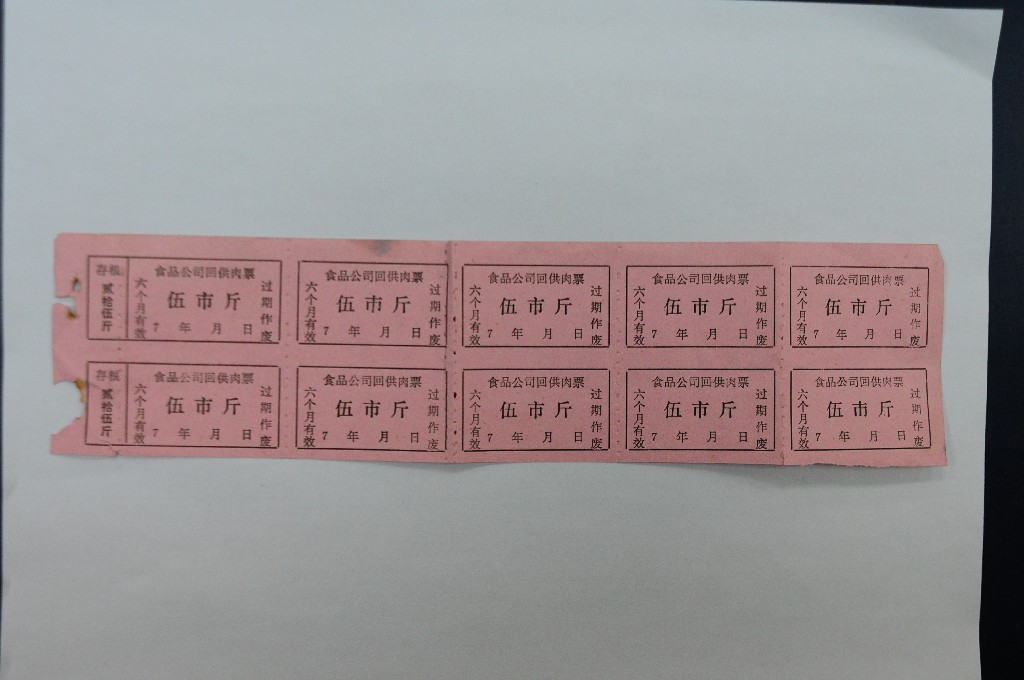 存根
贰拾伍斤
食品公司回供肉票
六个月有效
伍市斤
过期作废
7 年 月 日
食品公司回供肉票
六个月有效
伍市斤
过期作废
7 年 月 日
食品公司回供肉票
六个月有效
伍市斤
过期作废
7 年 月 日
食品公司回供肉票
六个月有效
伍市斤
过期作废
7 年 月 日
食品公司回供肉票
六个月有效
伍市斤
过期作废
7 年 月 日
存根
贰拾伍斤
食品公司回供肉票
六个月有效
伍市斤
过期作废
7 年 月 日
食品公司回供肉票
六个月有效
伍市斤
过期作废
7 年 月 日
食品公司回供肉票
六个月有效
伍市斤
过期作废
7 年 月 日
食品公司回供肉票
六个月有效
伍市斤
过期作废
7 年 月 日
食品公司回供肉票
六个月有效
伍市斤
过期作废
7 年 月 日